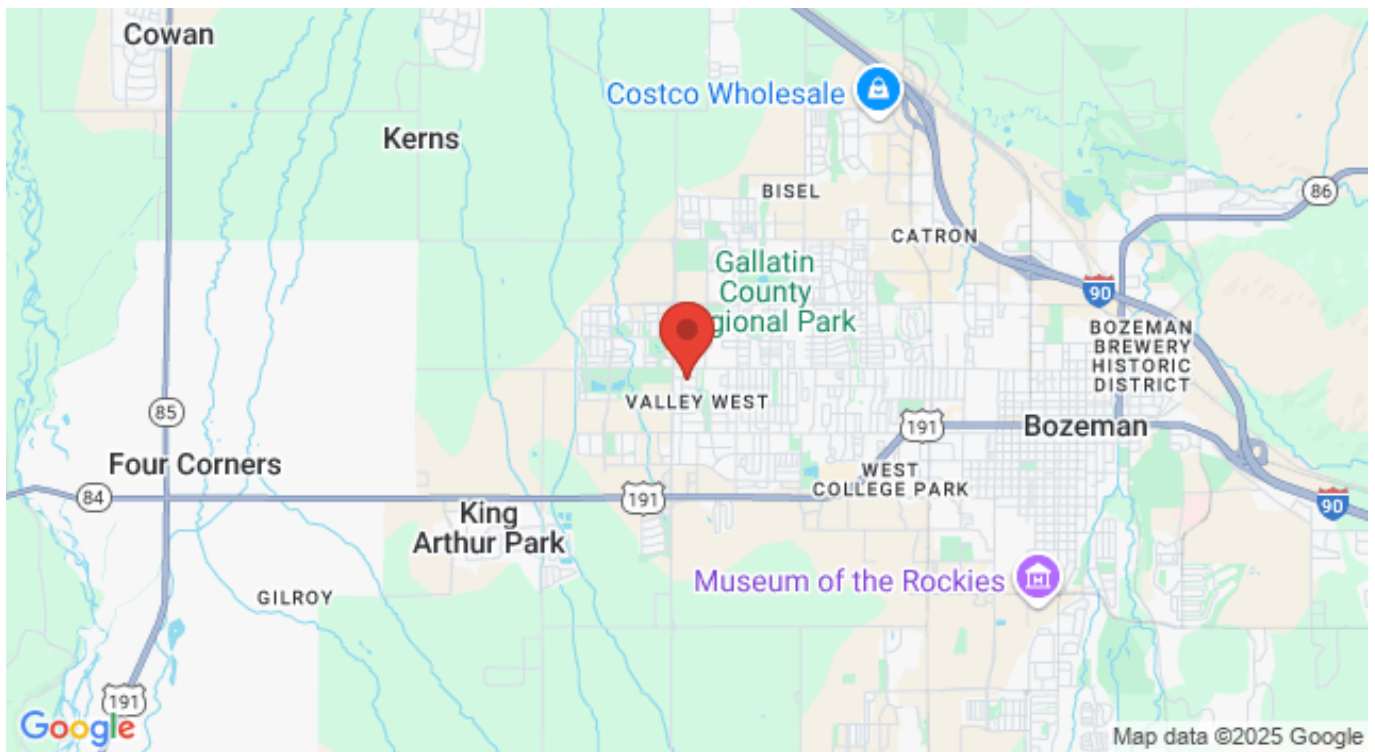 Cowan
Costco Wholesale
Kerns
BISEL
86
CATRON
Gallatin
County
gional Park
90
BOZEMAN
BREWERY
HISTORIC
DISTRICT
VALLEY WEST
85
191
Bozeman
Four Corners
WEST
COLLEGE PARK
84
191
90
King
Arthur Park
Museum of the Rockies
GILROY
191
Google
Map data ©2025 Google